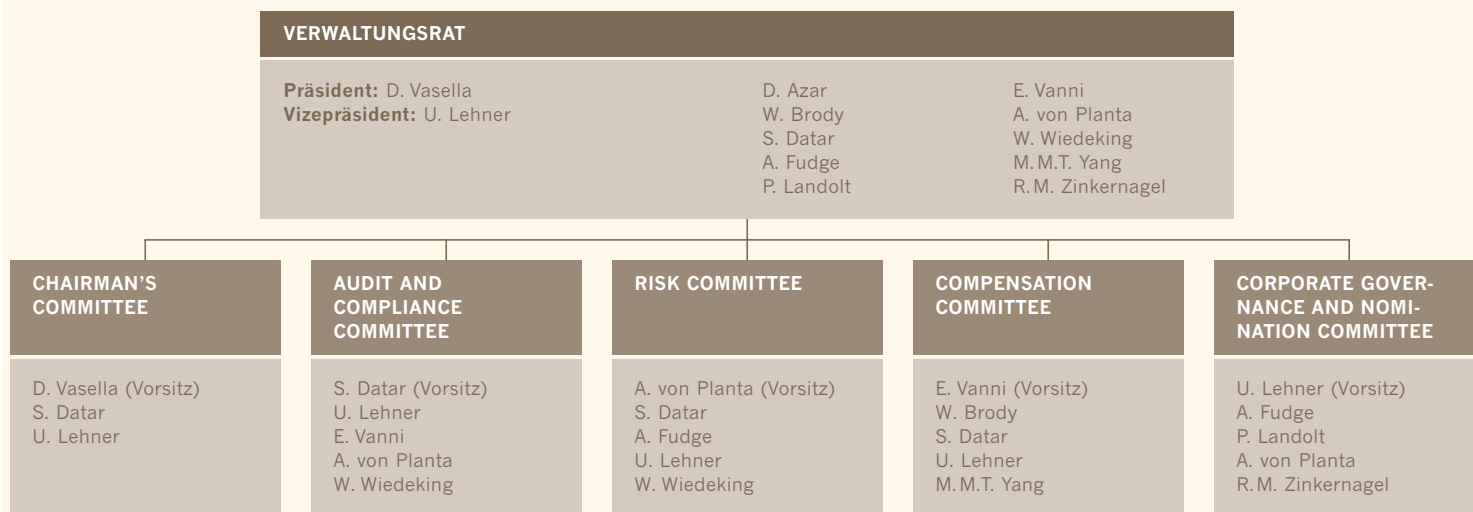 VERWALTUNGSRAT
Präsident: D. Vasella
Vizepräsident: U. Lehner
D. Azar
W. Brody
S. Datar
A. Fudge
P. Landolt
E. Vanni
A. von Planta
W. Wiedeking
M.M.T. Yang
R.M. Zinkernagel
CHAIRMAN'S
COMMITTEE
D. Vasella (Vorsitz)
S. Datar
U. Lehner
AUDIT AND
COMPLIANCE
COMMITTEE
S. Datar (Vorsitz)
U. Lehner
E. Vanni
A. von Planta
W. Wiedeking
RISK COMMITTEE
A. von Planta (Vorsitz)
S. Datar
A. Fudge
U. Lehner
W. Wiedeking
COMPENSATION
COMMITTEE
E. Vanni (Vorsitz)
W. Brody
S. Datar
U. Lehner
M.M.T. Yang
CORPORATE GOVER-
NANCE AND NOMI-
NATION COMMITTEE
U. Lehner (Vorsitz)
A. Fudge
P. Landolt
A. von Planta
R.M. Zinkernagel